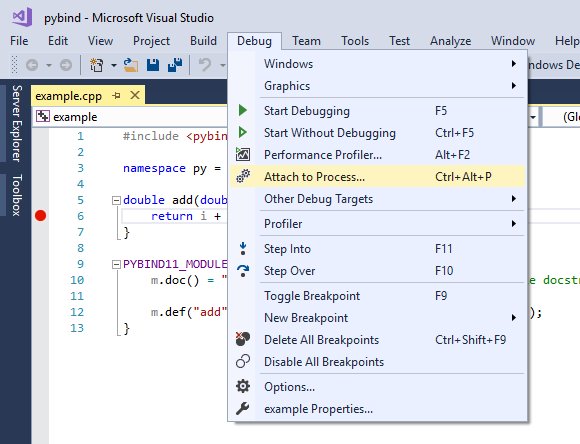 pybind - Microsoft Visual Studio
File Edit View Project Build Debug Team Tools Test Analyze Window Help
ndows De
Server Explorer
Toolbox
example.cpp
example
(Glo
1 #include <pybin
2
3 namespace py =
4
5 double add(doub
6 return i +
7 }
8
9 PYBIND11_MODULE
10 m.doc() = " e docstr
11
12 m.def("add" );
13 }
Windows
Graphics
Start Debugging F5
Start Without Debugging Ctrl+F5
Performance Profiler... Alt+F2
Attach to Process... Ctrl+Alt+P
Other Debug Targets
Profiler
Step Into F11
Step Over F10
Toggle Breakpoint F9
New Breakpoint
Delete All Breakpoints Ctrl+Shift+F9
Disable All Breakpoints
Options...
example Properties...